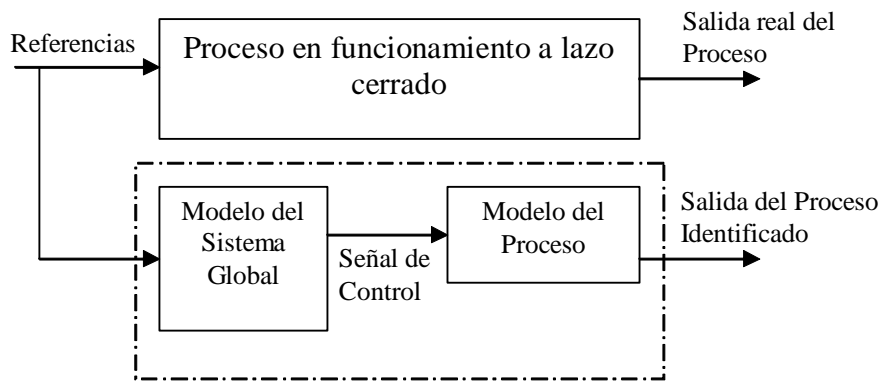 Referencias
Proceso en funcionamiento a lazo
cerrado
Salida real del
Proceso
Modelo del
Sistema
Global
Señal de
Control
Modelo del
Proceso
Salida del Proceso
Identificado